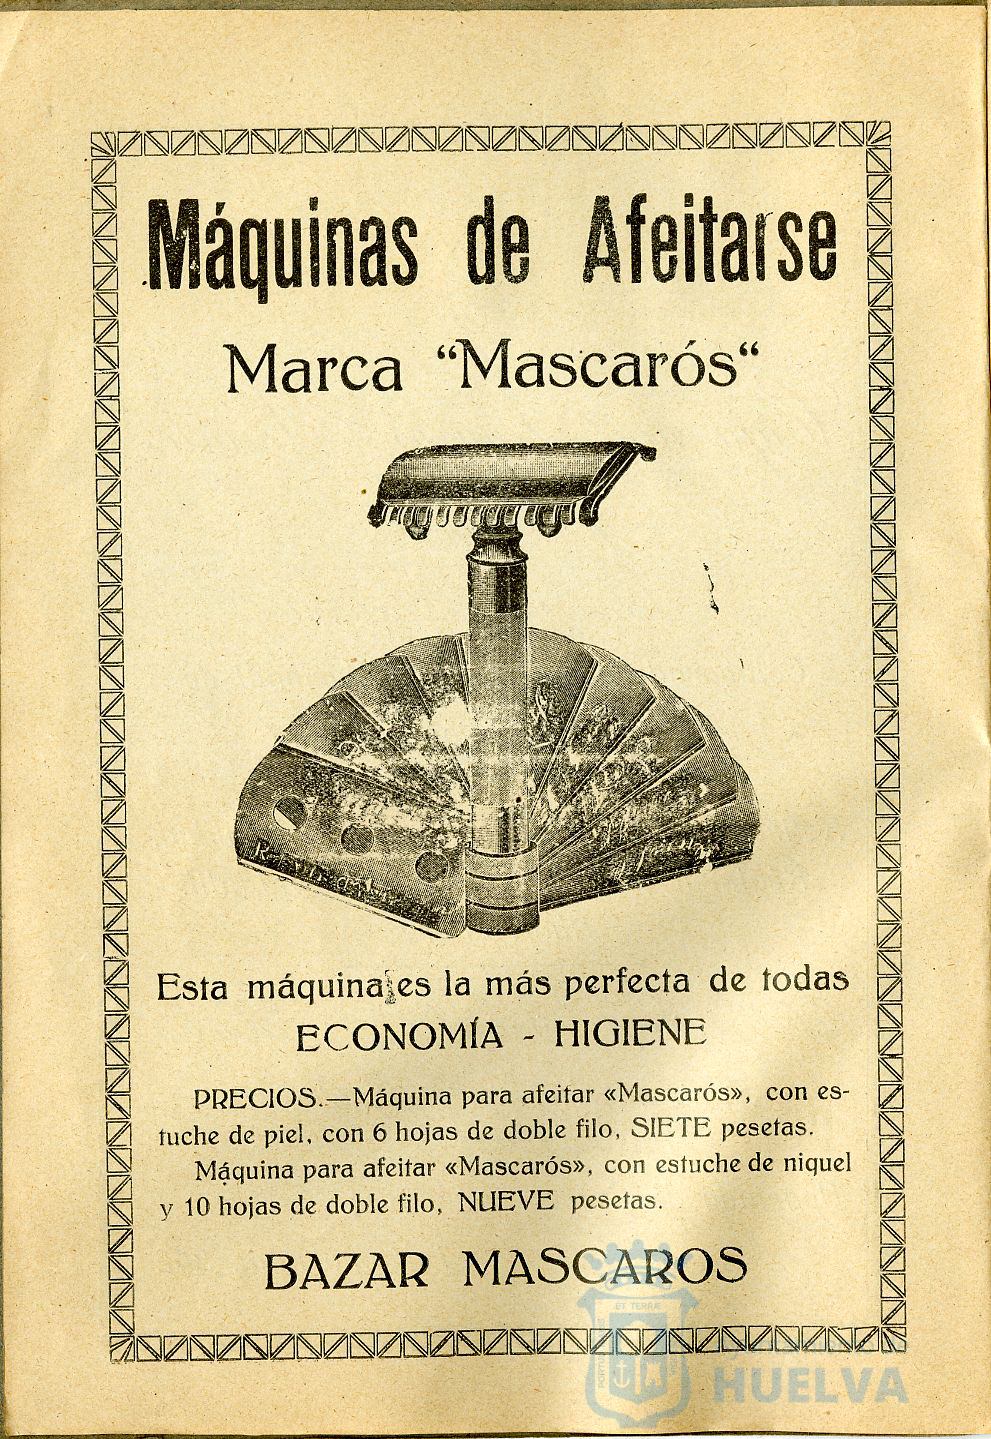 Máquinas de Afeitarse
Marca "Mascarós"
Esta máquina es la más perfecta de todas
ECONOMÍA - HIGIENE
PRECIOS.—Máquina para afeitar «Mascarós», con es-
tuche de piel, con 6 hojas de doble filo, SIETE pesetas.
Máquina para afeitar «Mascarós», con estuche de niquel
y 10 hojas de doble filo, NUEVE pesetas.
BAZAR MASCAROS
ET TERRÆ
HUELVA